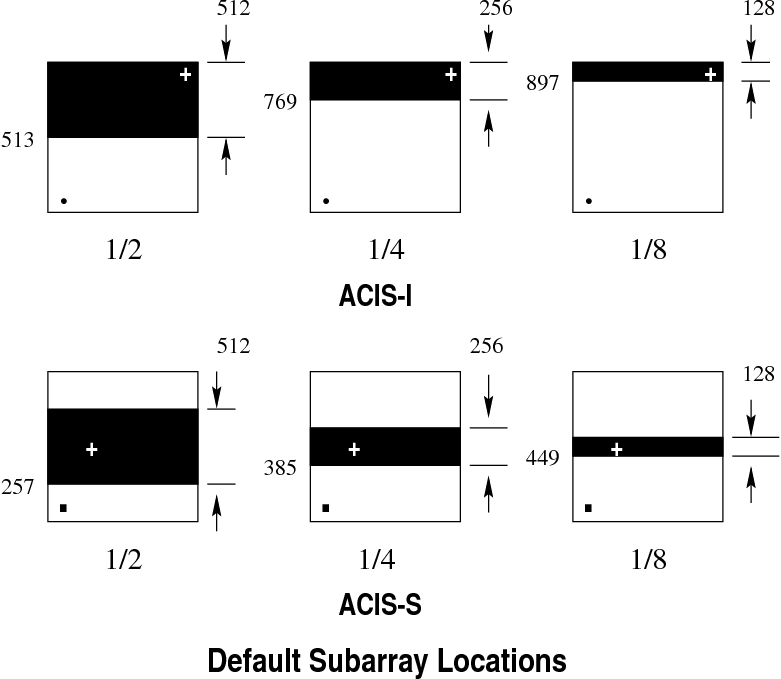 512 256 128
897
769
513
1/2 1/4 1/8
ACIS-I
512 256
128
449
385
257
1/2 1/4 1/8
ACIS-S
Default Subarray Locations